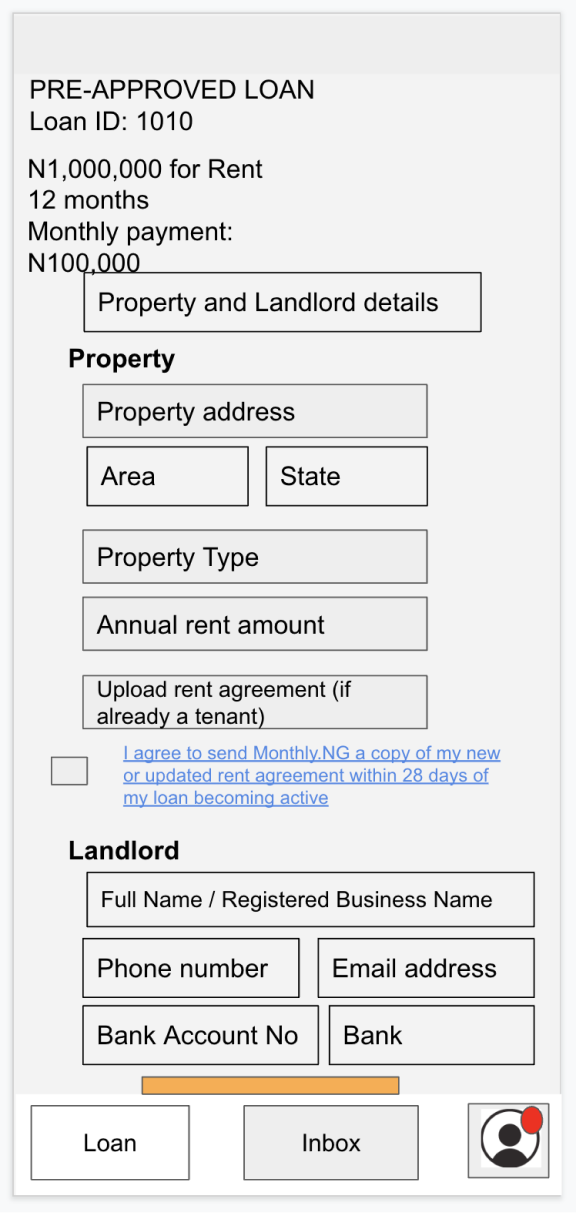 PRE-APPROVED LOAN
Loan ID: 1010
N1,000,000 for Rent
12 months
Monthly payment:
N100,000
Property and Landlord details
Property
Property address
Area
State
Property Type
Annual rent amount
Upload rent agreement (if
already a tenant)
I agree to send Monthly.NG a copy of my new
or updated rent agreement within 28 days of
my loan becoming active
Landlord
Full Name / Registered Business Name
Phone number
Email address
Bank Account No
Bank
Loan
Inbox